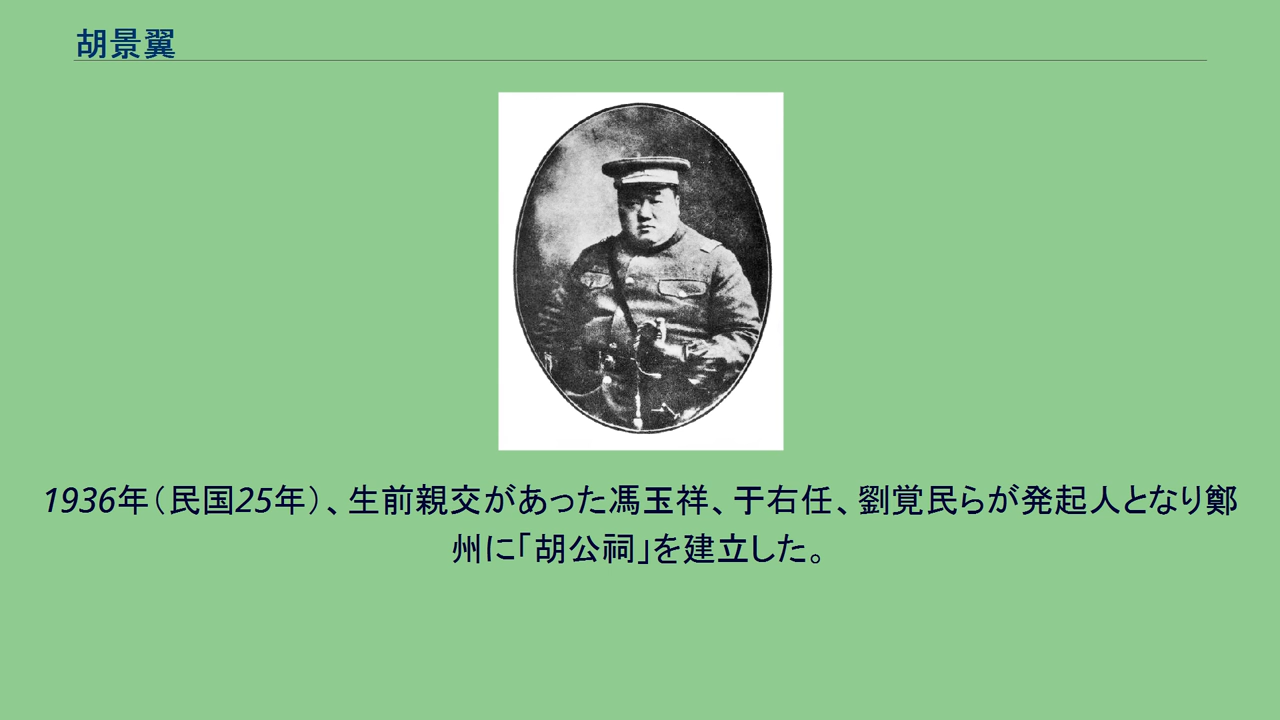 胡景翼
1936年（民国25年）、生前親交があった馮玉祥、于右任、劉覚民らが発起人となり鄭
州に「胡公祠」を建立した。